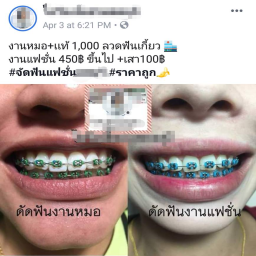 Apr 3 at 6:21 PM
งานหมอ+แท้ 1,000 ลวดฟันเกี้ยว
งานแฟชั่น 450฿ ขึ้นไป +เสา100฿
#จัดฟันแฟชั่น #ราคาถูก
ดัดฟันงานหมอ ดัดฟันงานแฟชั่น